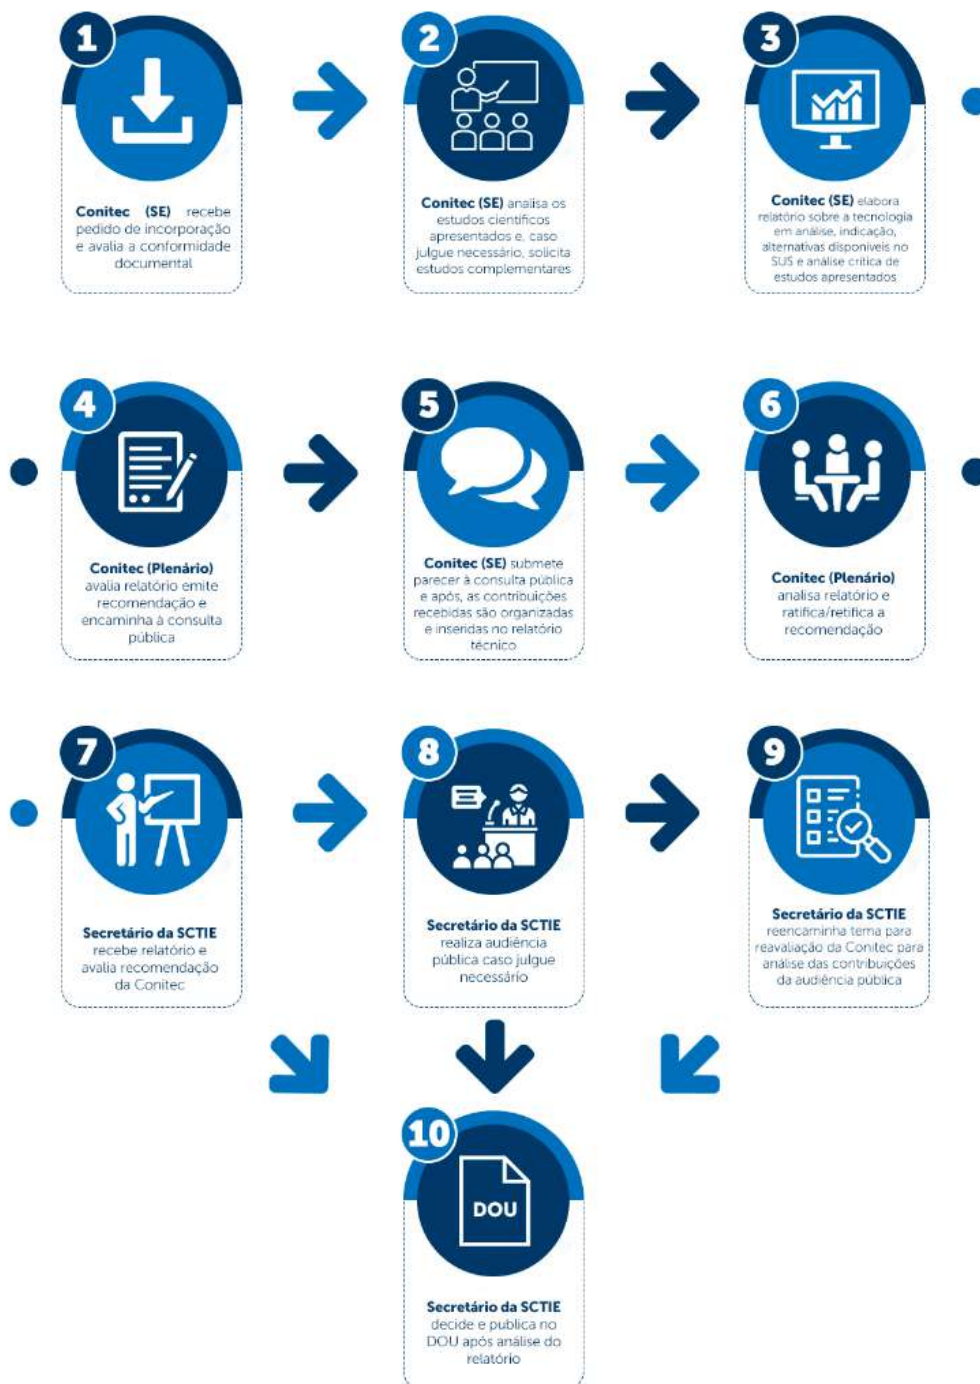 1
Conitec (SE) recebe
pedido de incorporação
e avalia a conformidade
documental
2
Conitec (SE) analisa os
estudos científicos
apresentados e, caso
julgue necessário, solicita
estudos complementares
3
Conitec (SE) elabora
relatório sobre a tecnologia
em análise, indicação,
alternativas disponíveis no
SUS e análise crítica de
estudos apresentados
4
Conitec (Plenário)
avalia relatório emite
recomendação e
encaminha à consulta
pública
5
Conitec (SE) submete
parecer à consulta pública
e após, as contribuições
recebidas são organizadas
e inseridas no relatório
técnico
6
Conitec (Plenário)
analisa relatório e
ratifica/retifica a
recomendação
7
Secretário da SCTIE
recebe relatório e
avalia recomendação
da Conitec
8
Secretário da SCTIE
realiza audiência
pública caso julgue
necessário
9
Secretário da SCTIE
reencaminha tema para
reavaliação da Conitec para
análise das contribuições
da audiência pública
10
DOU
Secretário da SCTIE
decide e publica no
DOU após análise do
relatório